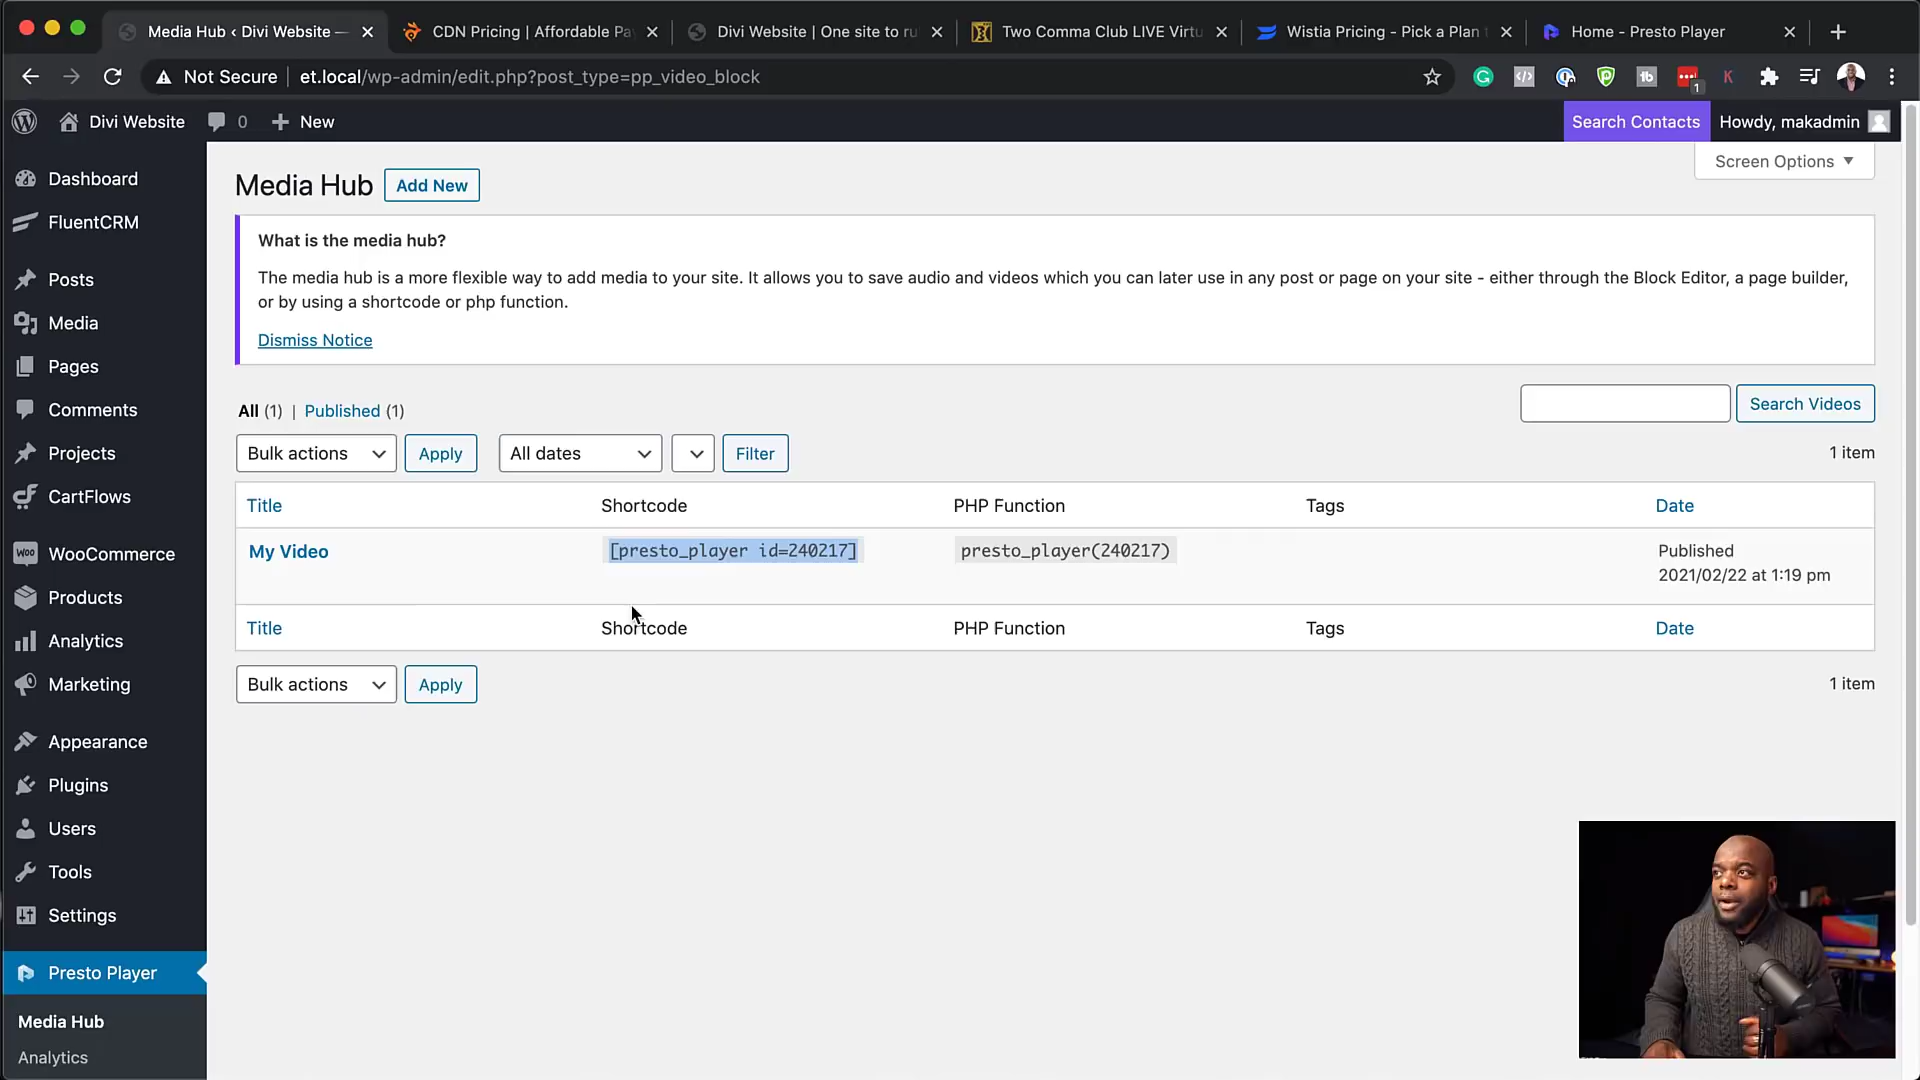 Media Hub ‹ Divi Website —
CDN Pricing | Affordable Pa
Divi Website | One site to ru
Two Comma Club LIVE Virtu
Wistia Pricing - Pick a Plan t
Home - Presto Player
Not Secure
et.local/wp-admin/edit.php?post_type=pp_video_block
1
Divi Website
0
New
Search Contacts
Howdy, makadmin
Dashboard
FluentCRM
Posts
Media
Pages
Comments
Projects
CartFlows
WooCommerce
Products
Analytics
Marketing
Appearance
Plugins
Users
Tools
Settings
Presto Player
Media Hub
Analytics
Screen Options
Media Hub
Add New
What is the media hub?
The media hub is a more flexible way to add media to your site. It allows you to save audio and videos which you can later use in any post or page on your site - either through the Block Editor, a page builder,
or by using a shortcode or php function.
Dismiss Notice
All (1) | Published (1)
Search Videos
Bulk actions
Apply
All dates
Filter
1 item
Title
Shortcode
PHP Function
Tags
Date
My Video
[presto_player id=240217]
presto_player(240217)
Published
2021/02/22 at 1:19 pm
Title
Shortcode
PHP Function
Tags
Date
Bulk actions
Apply
1 item